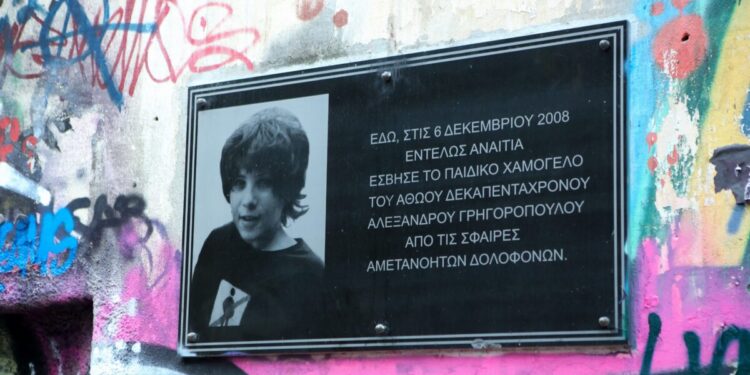 ΕΔΩ, ΣΤΙΣ 6 ΔΕΚΕΜΒΡΙΟΥ 2008
ΕΝΤΕΛΩΣ ΑΝΑΙΤΙΑ
ΕΣΒΗΣΕ ΤΟ ΠΑΙΔΙΚΟ ΧΑΜΟΓΕΛΟ
ΤΟΥ ΑΘΩΟΥ ΔΕΚΑΠΕΝΤΑΧΡΟΝΟΥ
ΑΛΕΞΑΝΔΡΟΥ ΓΡΗΓΟΡΟΠΟΥΛΟΥ
ΑΠΟ ΤΙΣ ΣΦΑΙΡΕΣ
ΑΜΕΤΑΝΟΗΤΩΝ ΔΟΛΟΦΟΝΩΝ.